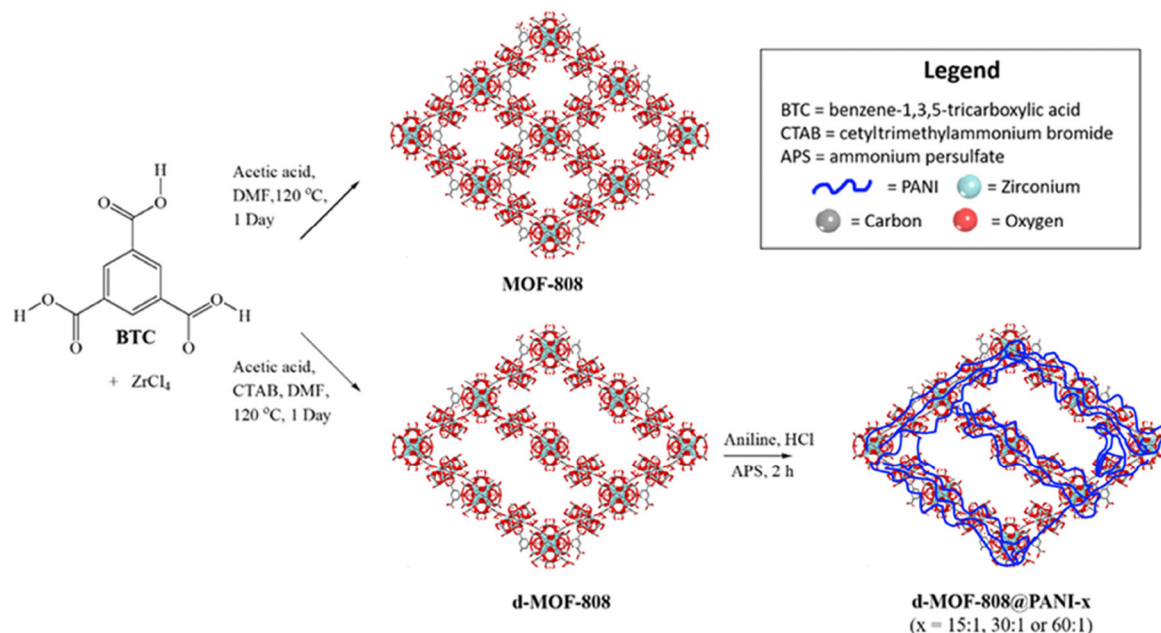 H
O
O
H
O
O
O
H
O
O
BTC
+ ZrCl4
Acetic acid,
DMF,120 °C,
1 Day
Acetic acid,
CTAB, DMF,
120 °C, 1 Day
MOF-808
Legend
BTC = benzene-1,3,5-tricarboxylic acid
CTAB = cetyltrimethylammonium bromide
APS = ammonium persulfate
= PANI
= Zirconium
= Carbon
= Oxygen
d-MOF-808
Aniline, HCl
APS, 2 h
d-MOF-808@PANI-x
(x = 15:1, 30:1 or 60:1)